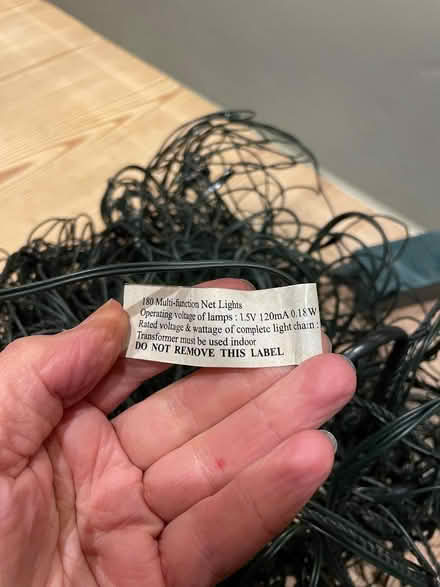 180 Multi-function Net Lights
Operating voltage of lamps : 1.5V 120mA 0.18W
Rated voltage & wattage of complete light chain :
Transformer must be used indoor
DO NOT REMOVE THIS LABEL